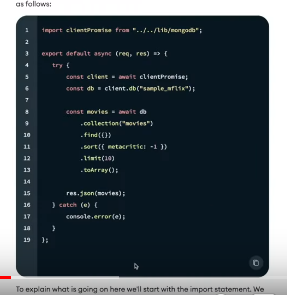 as follows:
1 import clientPromise from "../../lib/mongodb";
2
3 export default async (req, res) => {
4 try {
5 const client = await clientPromise;
6 const db = client.db("sample_mflix");
7
8 const movies = await db
9 .collection("movies")
10 .find({})
11 .sort({ metacritic: -1 })
12 .limit(10)
13 .toArray();
14
15 res.json(movies);
16 } catch (e) {
17 console.error(e);
18 }
19 };
To explain what is going on here we'll start with the import statement. We